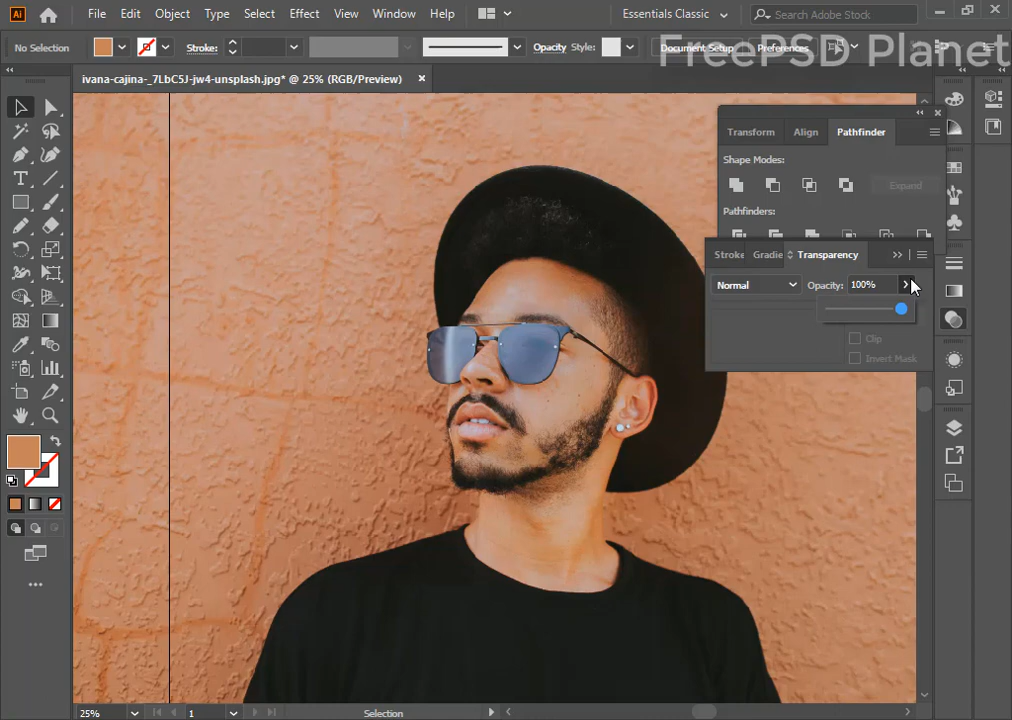 Ai File Edit Object Type Select Effect View Window Help Essentials Classic Search Adobe Stock
No Selection Stroke: Opacity Style: Document Setup Preferences
FreePSD Planet
ivana-cajina-_7LbC5J-jw4-unsplash.jpg* @ 25% (RGB/Preview)
Transform Align Pathfinder
Shape Modes:
Expand
Pathfinders:
Stroke Gradie Transparency
Normal Opacity: 100%
Clip
Invert Mask
25% 1 Selection